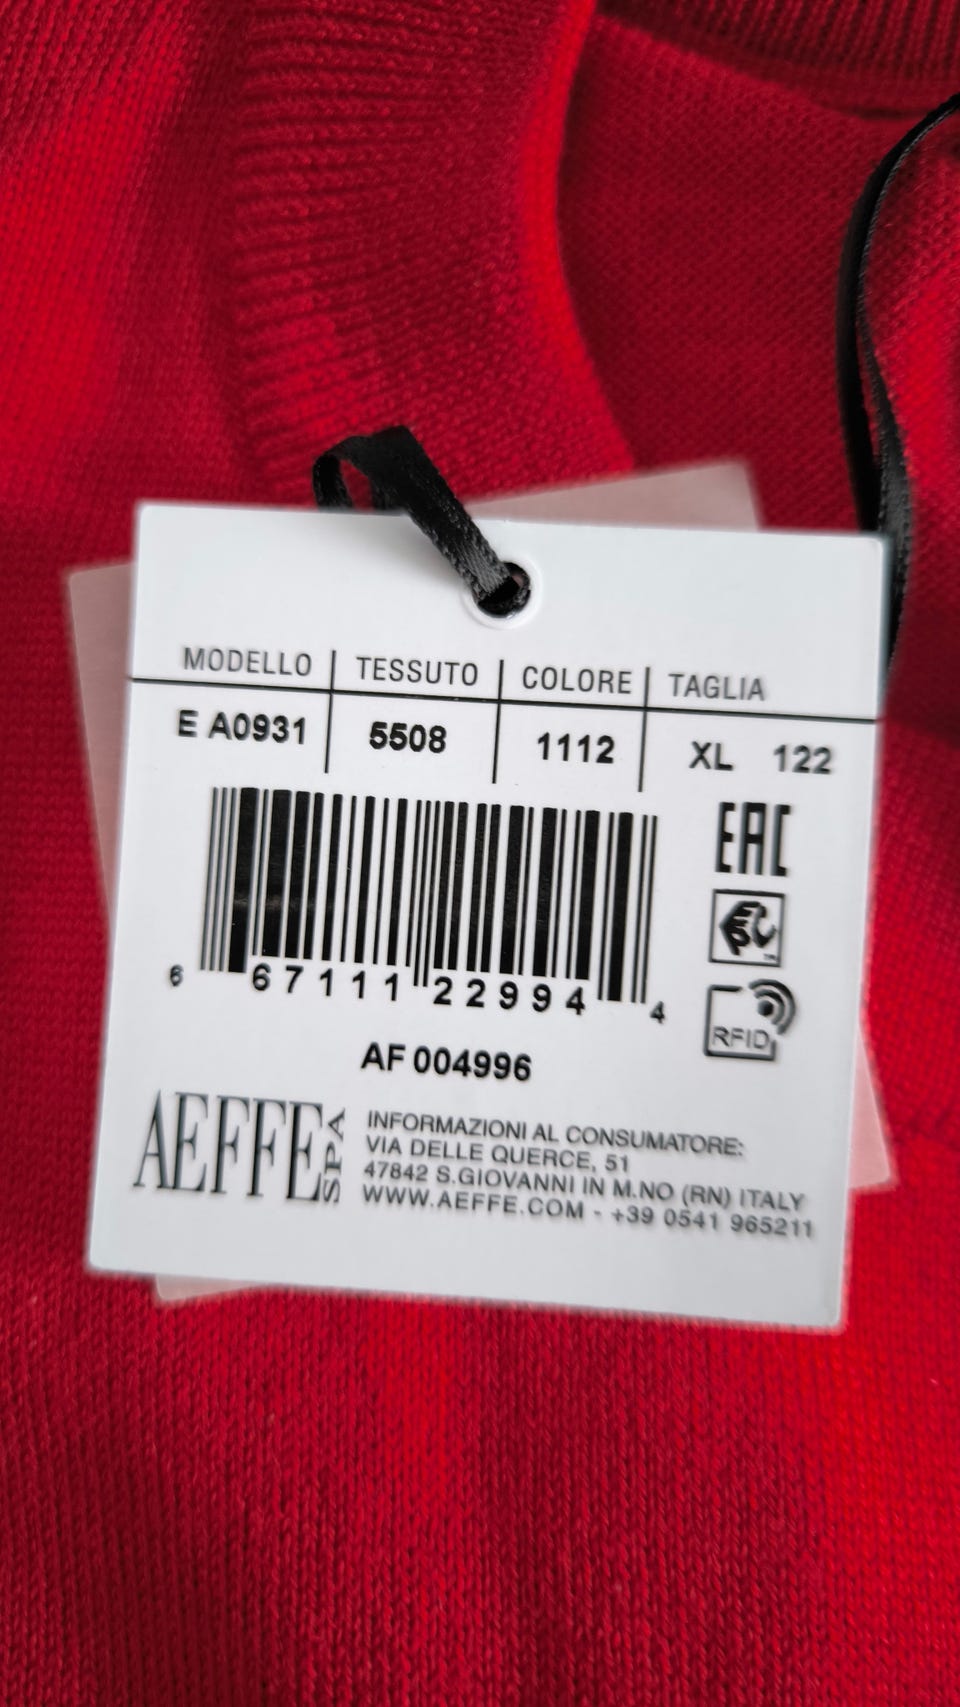 MODELLO TESSUTO COLORE TAGLIA
E A0931 5508 1112 XL 122
EAC
6 67111 22994 4
RFID
AF 004996
AEFFE SPA
INFORMAZIONI AL CONSUMATORE:
VIA DELLE QUERCE, 51
47842 S.GIOVANNI IN M.NO (RN) ITALY
WWW.AEFFE.COM - +39 0541 965211